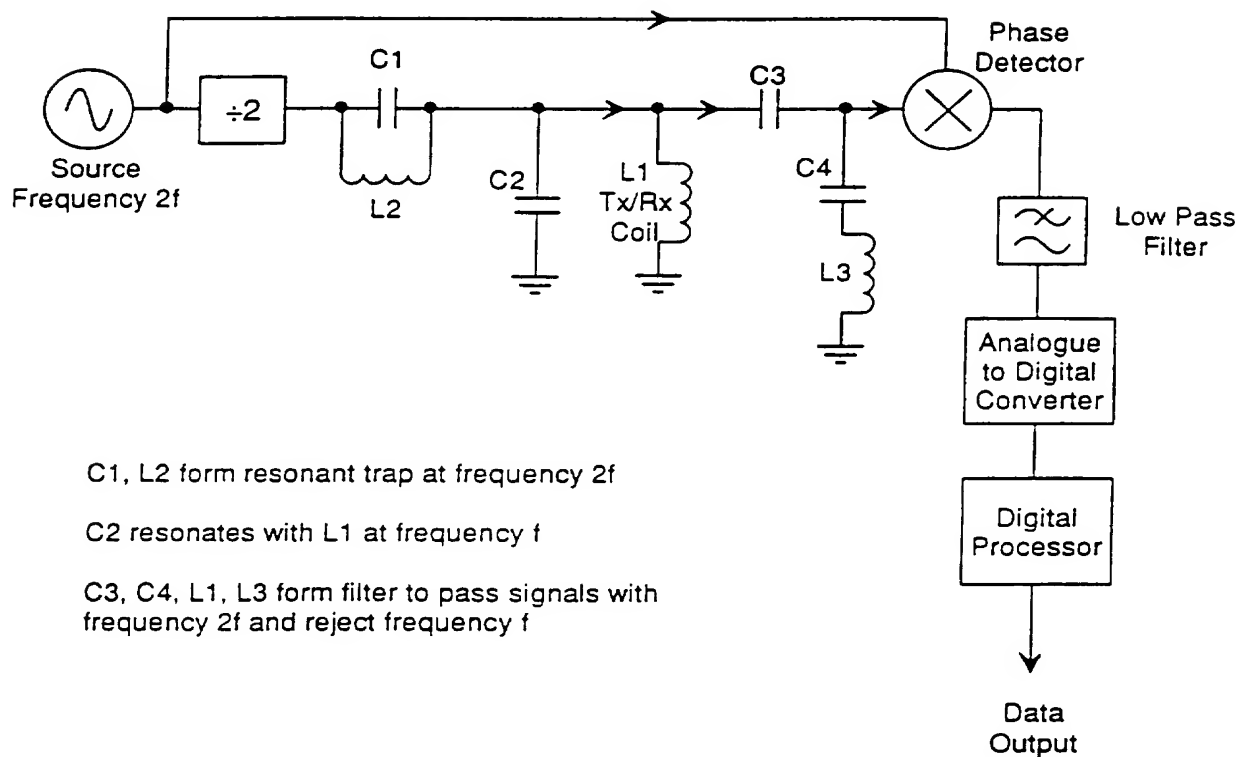 Phase
Detector
C1
C3
÷2
Source
Frequency 2f
L2
C2
L1
Tx/Rx
Coil
C4
L3
Low Pass
Filter
Analogue
to Digital
Converter
Digital
Processor
Data
Output
C1, L2 form resonant trap at frequency 2f
C2 resonates with L1 at frequency f
C3, C4, L1, L3 form filter to pass signals with
frequency 2f and reject frequency f